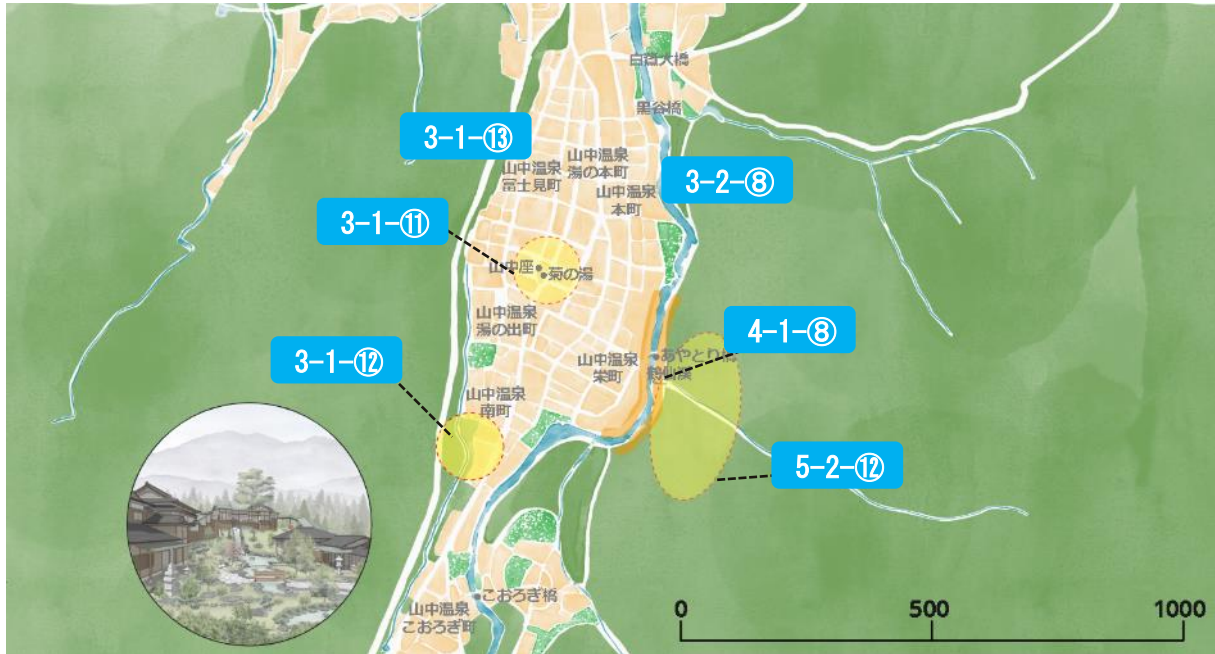 白鷺大橋
黒谷橋
3-1-⑬
山中温泉
湯の本町
山中温泉
富士見町
3-2-⑧
山中温泉
本町
3-1-⑪
山中座
菊の湯
山中温泉
湯の出町
4-1-⑧
3-1-⑫
山中温泉
栄町
あやとり橋
鶴仙渓
山中温泉
南町
5-2-⑫
こおろぎ橋
山中温泉
こおろぎ町
0
500
1000